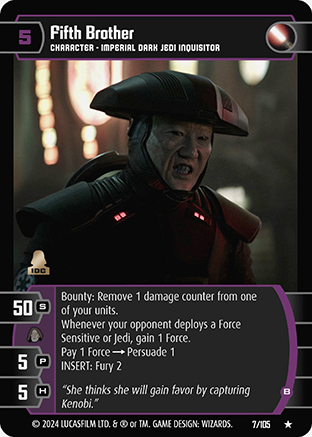 5
Fifth Brother
CHARACTER - IMPERIAL DARK JEDI INQUISITOR
IDC
50 S
5 P
5 H
Bounty: Remove 1 damage counter from one
of your units.
Whenever your opponent deploys a Force
Sensitive or Jedi, gain 1 Force.
Pay 1 Force → Persuade 1
INSERT: Fury 2
“She thinks she will gain favor by capturing
Kenobi.”
B
© 2024 LUCASFILM LTD. & ® or TM. GAME DESIGN: WIZARDS.
7/105 ★